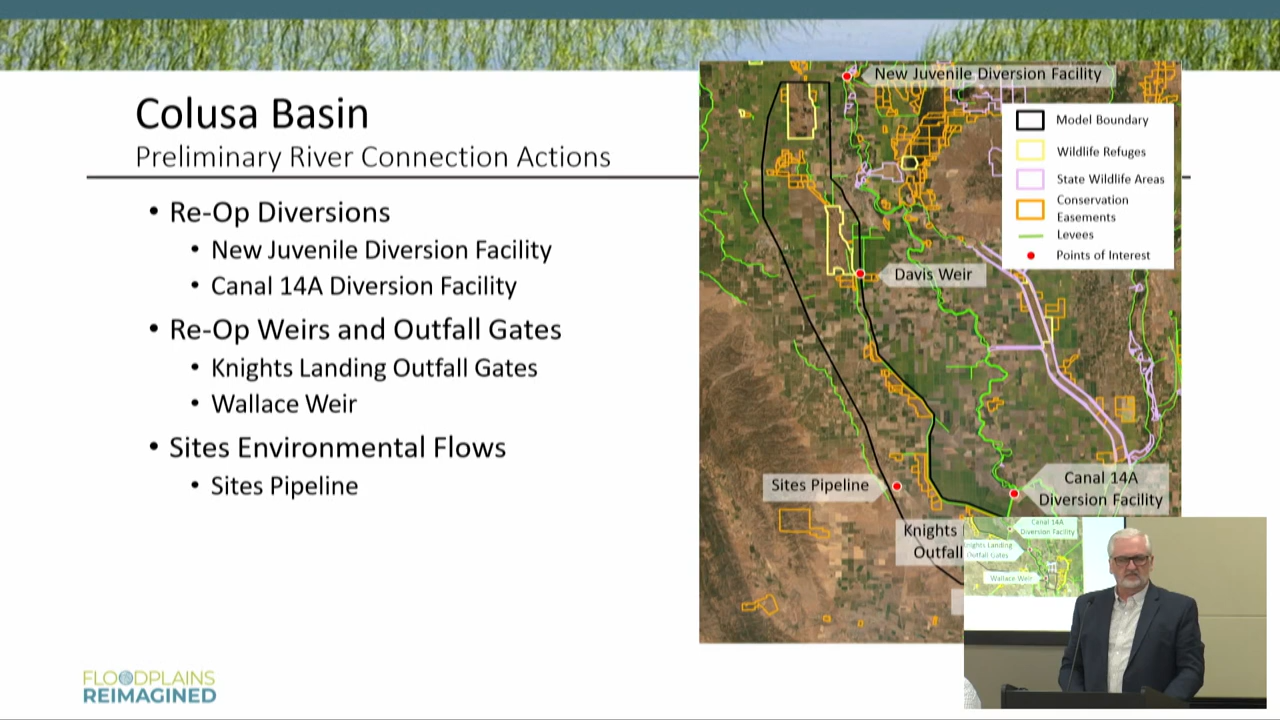 Colusa Basin
Preliminary River Connection Actions
• Re-Op Diversions
• New Juvenile Diversion Facility
• Canal 14A Diversion Facility
• Re-Op Weirs and Outfall Gates
• Knights Landing Outfall Gates
• Wallace Weir
• Sites Environmental Flows
• Sites Pipeline
New Juvenile Diversion Facility
Model Boundary
Wildlife Refuges
State Wildlife Areas
Conservation
Easements
Levees
Points of Interest
Davis Weir
Sites Pipeline
Canal 14A
Diversion Facility
Knights
Outfall
Canal 14A
Diversion Facility
Knights Landing
Outfall Gates
Wallace Weir
FLOODPLAINS
REIMAGINED